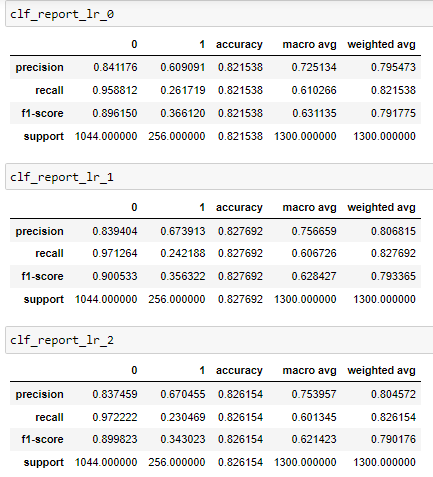 clf_report_lr_0
0 1 accuracy macro avg weighted avg
precision 0.841176 0.609091 0.821538 0.725134 0.795473
recall 0.958812 0.261719 0.821538 0.610266 0.821538
f1-score 0.896150 0.366120 0.821538 0.631135 0.791775
support 1044.000000 256.000000 0.821538 1300.000000 1300.000000
clf_report_lr_1
0 1 accuracy macro avg weighted avg
precision 0.839404 0.673913 0.827692 0.756659 0.806815
recall 0.971264 0.242188 0.827692 0.606726 0.827692
f1-score 0.900533 0.356322 0.827692 0.628427 0.793365
support 1044.000000 256.000000 0.827692 1300.000000 1300.000000
clf_report_lr_2
0 1 accuracy macro avg weighted avg
precision 0.837459 0.670455 0.826154 0.753957 0.804572
recall 0.972222 0.230469 0.826154 0.601345 0.826154
f1-score 0.899823 0.343023 0.826154 0.621423 0.790176
support 1044.000000 256.000000 0.826154 1300.000000 1300.000000